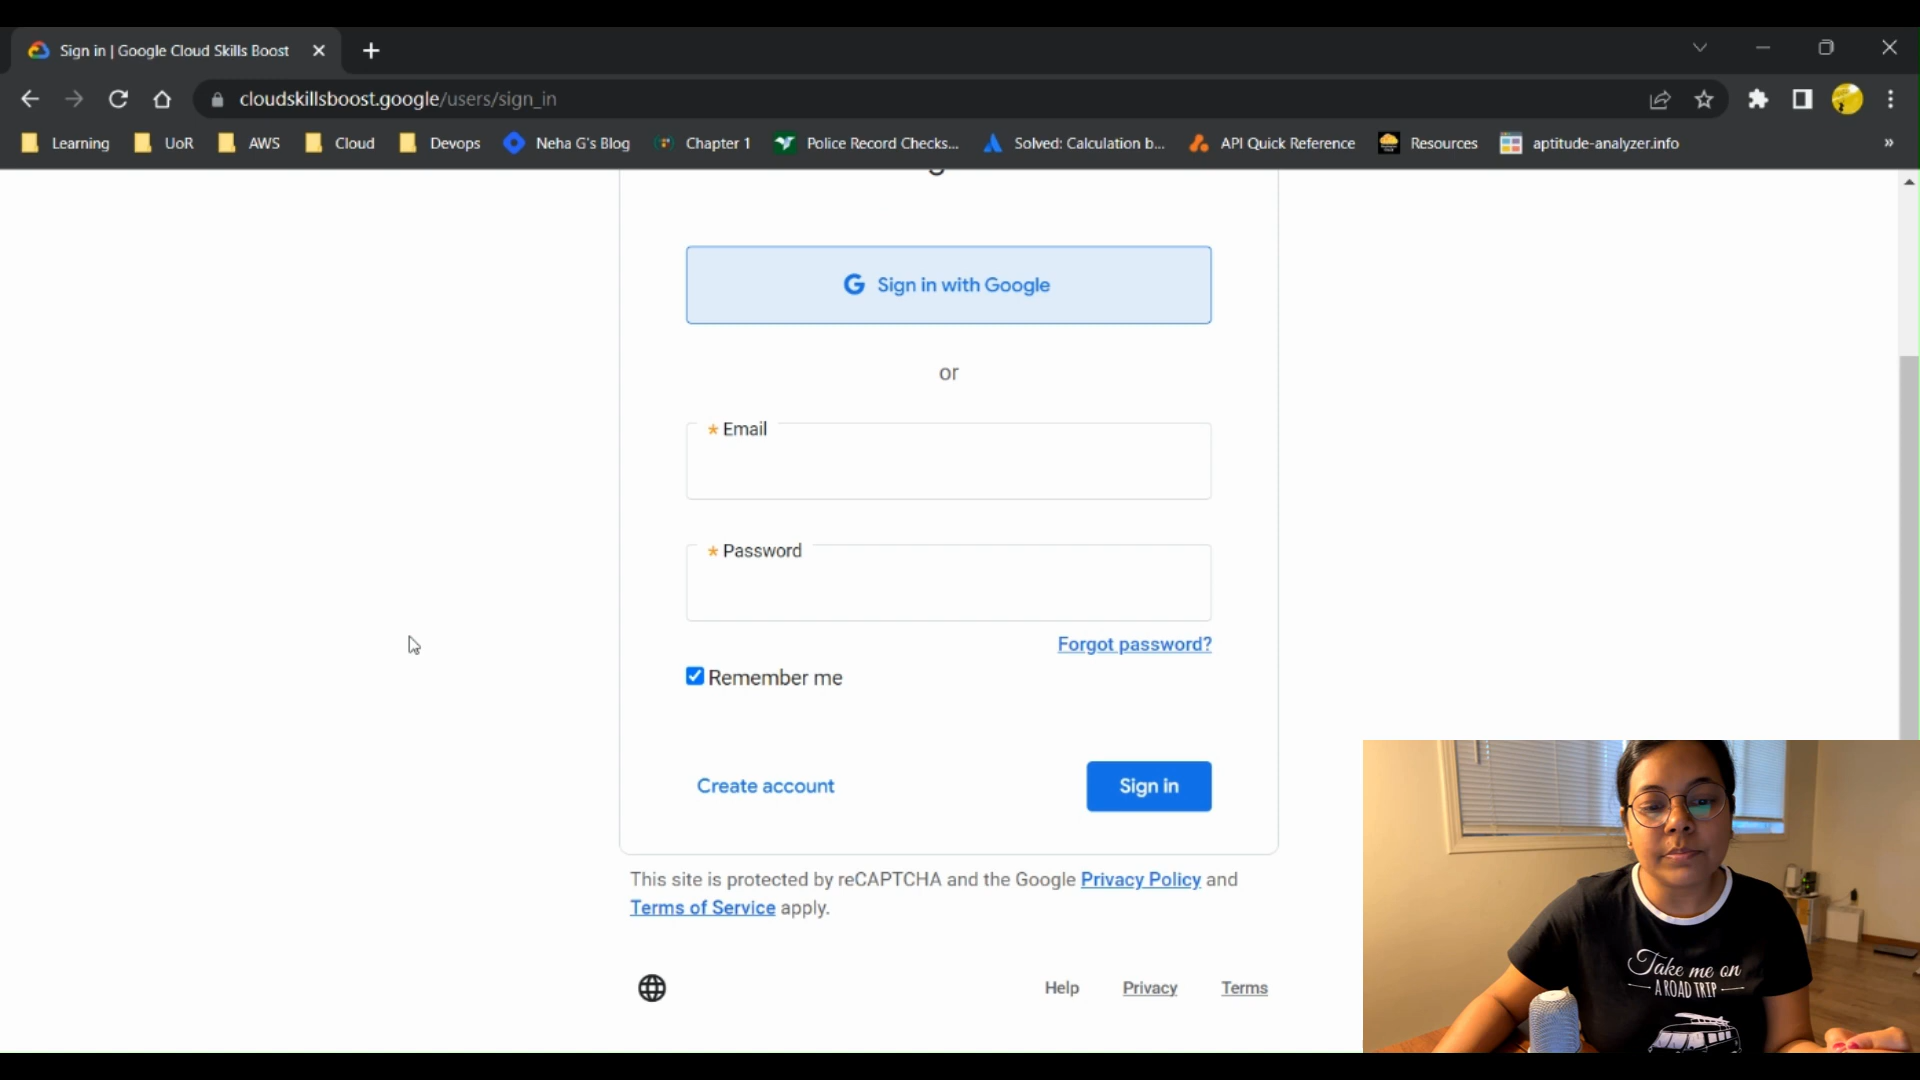 Sign in | Google Cloud Skills Boost
cloudskillsboost.google/users/sign_in
Learning UoR AWS Cloud Devops Neha G's Blog Chapter 1 Police Record Checks... Solved: Calculation b... API Quick Reference Resources aptitude-analyzer.info »
G Sign in with Google
or
* Email
* Password
Forgot password?
Remember me
Create account Sign in
This site is protected by reCAPTCHA and the Google Privacy Policy and
Terms of Service apply.
Help Privacy Terms
Take me on
A ROAD TRIP